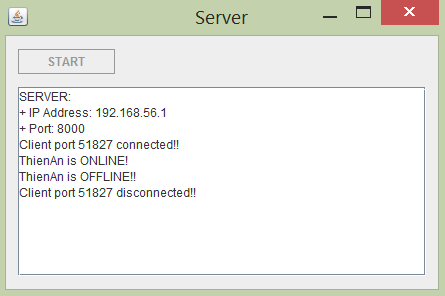 Server
START
SERVER:
+ IP Address: 192.168.56.1
+ Port: 8000
Client port 51827 connected!!
ThienAn is ONLINE!
ThienAn is OFFLINE!!
Client port 51827 disconnected!!